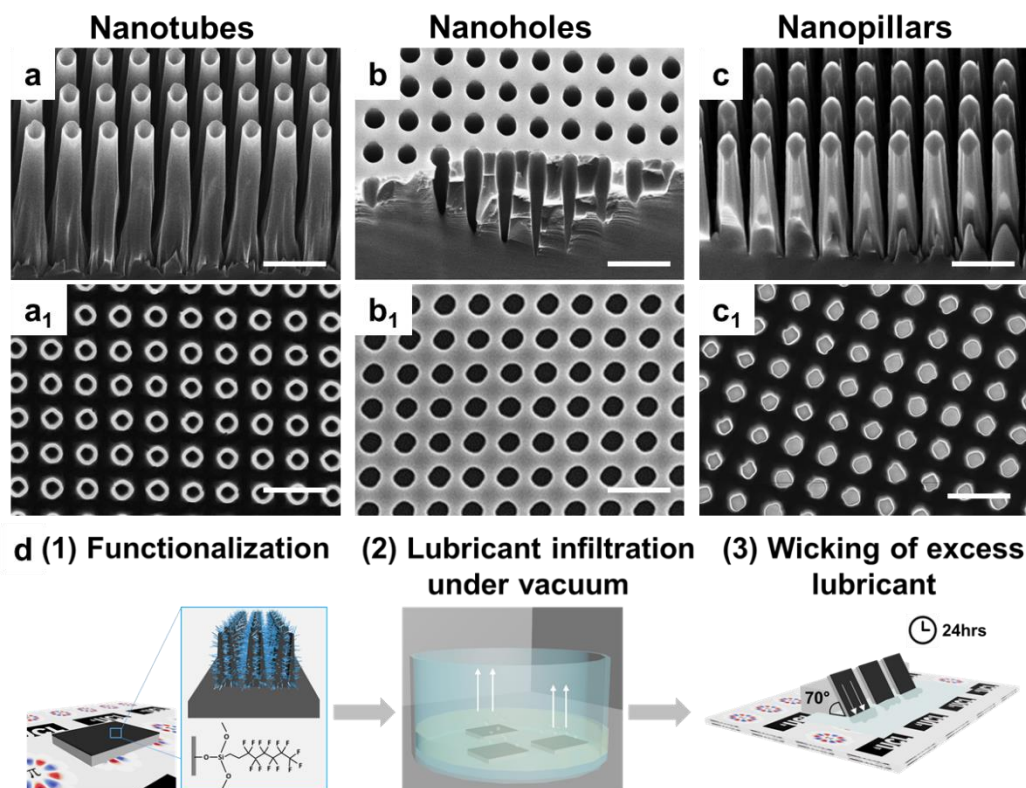 Nanotubes Nanoholes Nanopillars
a b c
a₁ b₁ c₁
d (1) Functionalization (2) Lubricant infiltration (3) Wicking of excess
under vacuum lubricant
24hrs
70°
π
O Si O O F F F F F F F F F F F F F